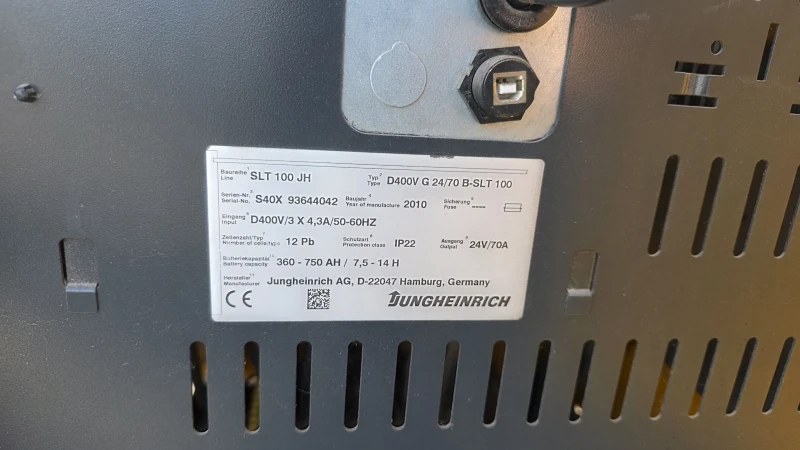 Baureihe Line SLT 100 JH Typ Type D400V G 24/70 B-SLT 100
Serien-Nr. Serial-No. S40X 93644042 Baujahr Year of manufacture 2010 Sicherung Fuse ----
Eingang Input D400V/3 X 4,3A/50-60HZ
Zellenzahl/Typ Number of cells/type 12 Pb Schutzart Protection class IP22 Ausgang Output 24V/70A
Batteriekapazität Battery capacity 360 - 750 AH / 7,5 - 14 H
Hersteller Manufacturer Jungheinrich AG, D-22047 Hamburg, Germany
CE JUNGHEINRICH